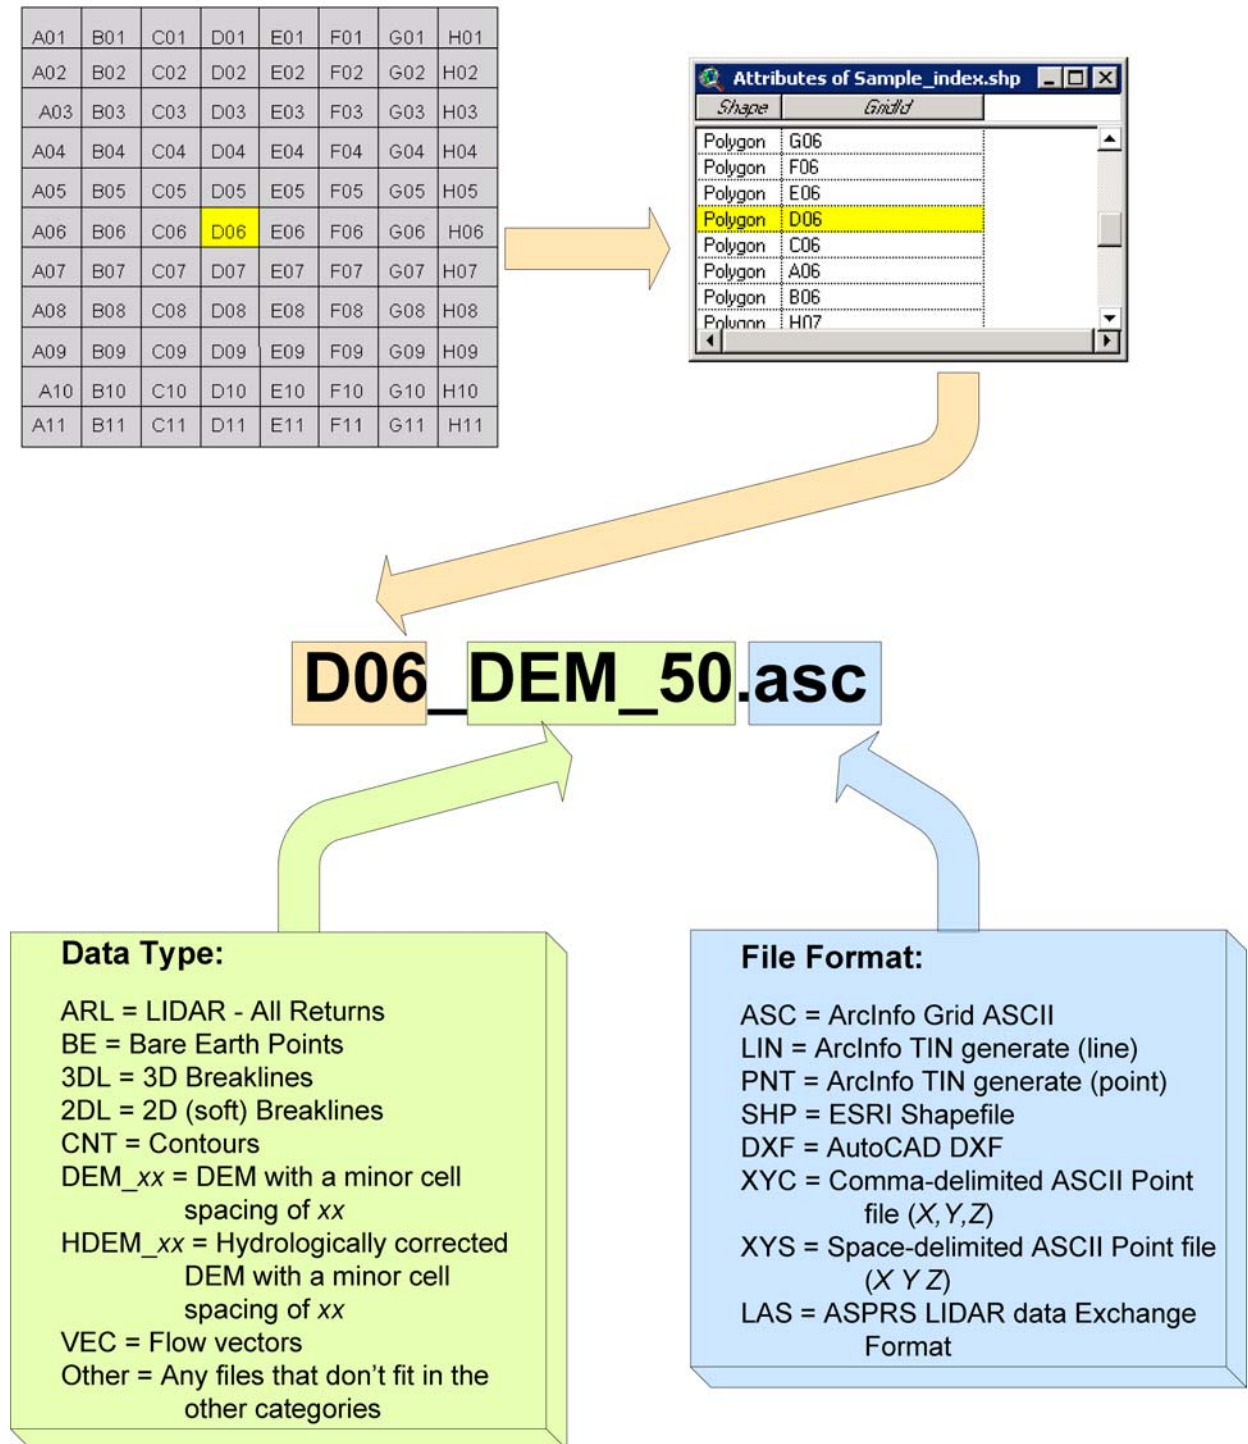 A01 B01 C01 D01 E01 F01 G01 H01
A02 B02 C02 D02 E02 F02 G02 H02
A03 B03 C03 D03 E03 F03 G03 H03
A04 B04 C04 D04 E04 F04 G04 H04
A05 B05 C05 D05 E05 F05 G05 H05
A06 B06 C06 D06 E06 F06 G06 H06
A07 B07 C07 D07 E07 F07 G07 H07
A08 B08 C08 D08 E08 F08 G08 H08
A09 B09 C09 D09 E09 F09 G09 H09
A10 B10 C10 D10 E10 F10 G10 H10
A11 B11 C11 D11 E11 F11 G11 H11
Attributes of Sample_index.shp
Shape GridId
Polygon G06
Polygon F06
Polygon E06
Polygon D06
Polygon C06
Polygon A06
Polygon B06
Polygon H07
D06_DEM_50.asc
Data Type:
ARL = LIDAR - All Returns
BE = Bare Earth Points
3DL = 3D Breaklines
2DL = 2D (soft) Breaklines
CNT = Contours
DEM_xx = DEM with a minor cell
spacing of xx
HDEM_xx = Hydrologically corrected
DEM with a minor cell
spacing of xx
VEC = Flow vectors
Other = Any files that don't fit in the
other categories
File Format:
ASC = ArcInfo Grid ASCII
LIN = ArcInfo TIN generate (line)
PNT = ArcInfo TIN generate (point)
SHP = ESRI Shapefile
DXF = AutoCAD DXF
XYC = Comma-delimited ASCII Point
file (X,Y,Z)
XYS = Space-delimited ASCII Point file
(X Y Z)
LAS = ASPRS LIDAR data Exchange
Format